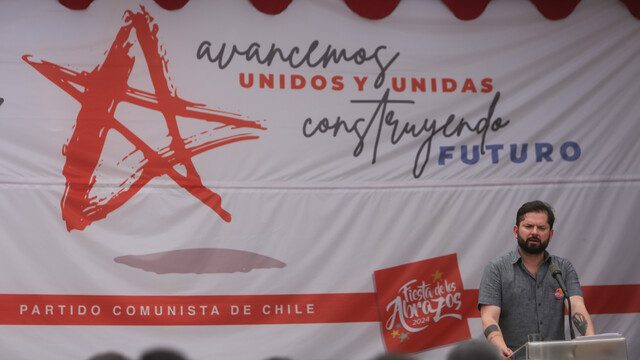 avancemos
UNIDOS Y UNIDAS
construyendo
FUTURO
PARTIDO COMUNISTA DE CHILE
Fiesta de los
Abrazos
2024